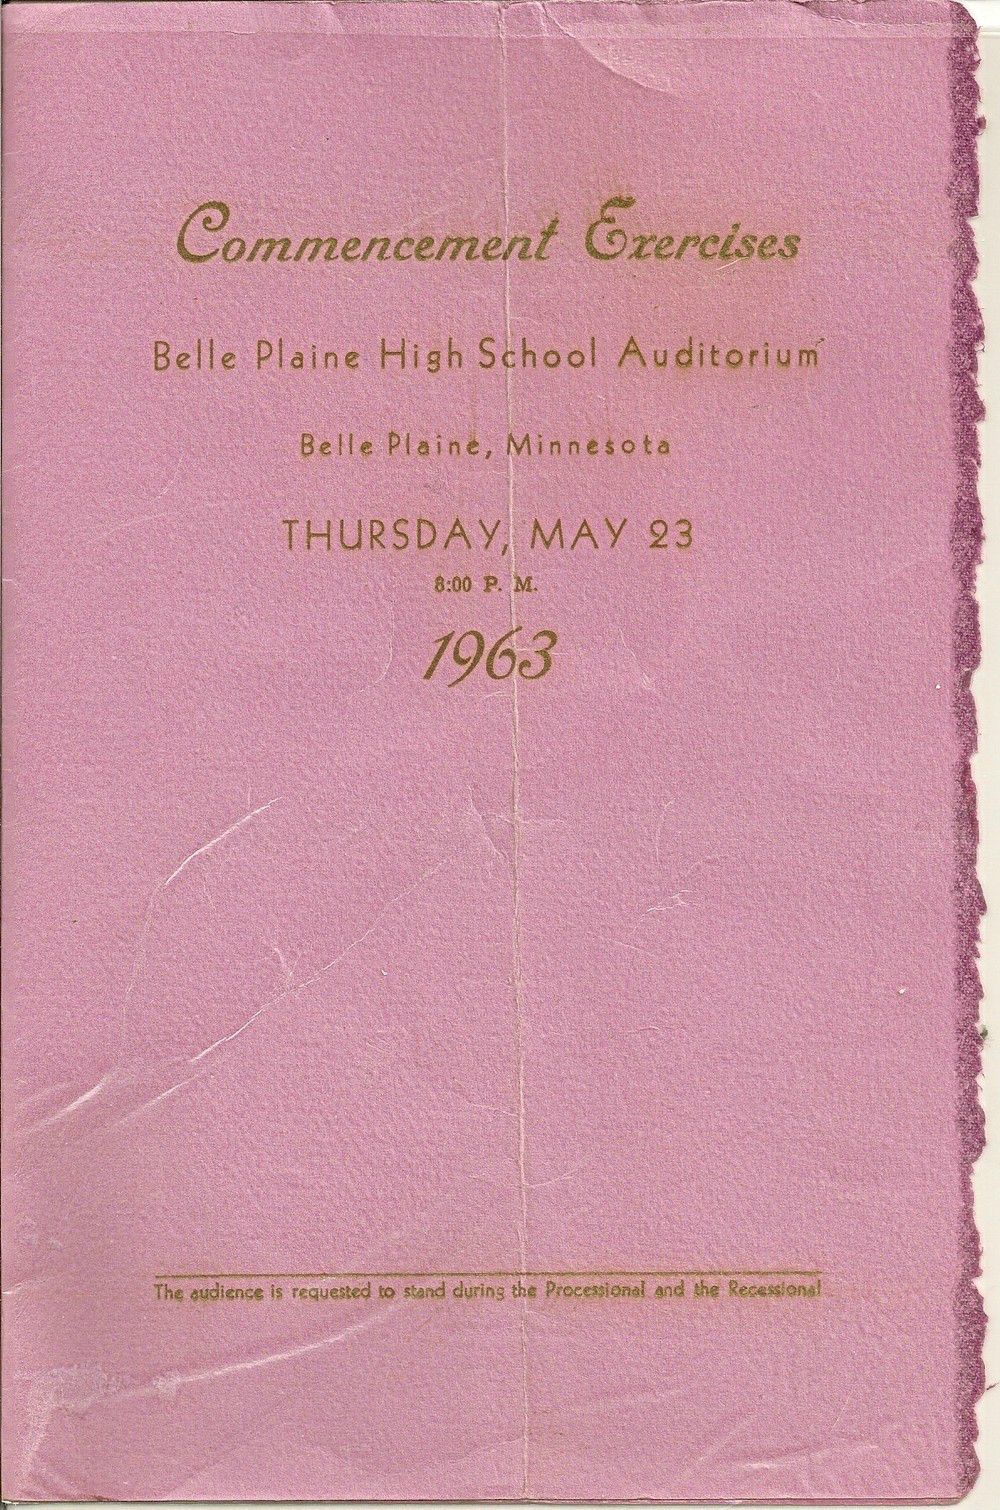 Commencement Exercises
Belle Plaine High School Auditorium
Belle Plaine, Minnesota
THURSDAY, MAY 23
8:00 P. M.
1963
The audience is requested to stand during the Processional and the Recessional